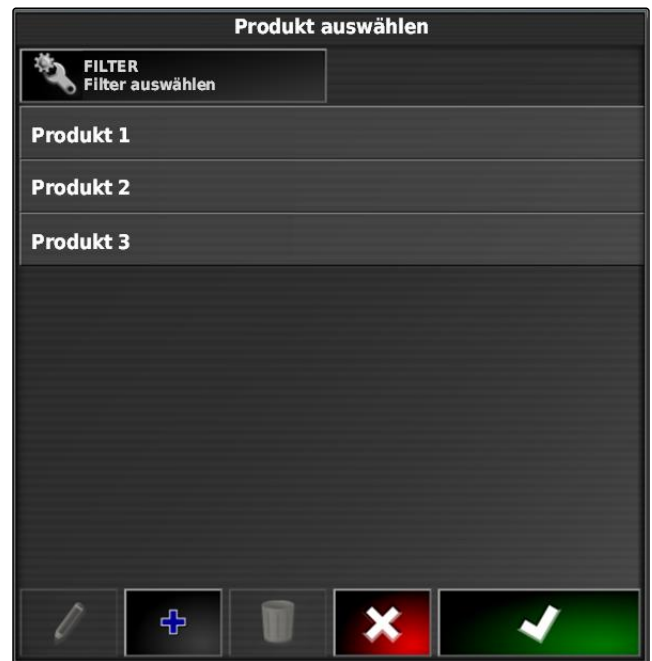 Produkt auswählen
FILTER
Filter auswählen
Produkt 1
Produkt 2
Produkt 3